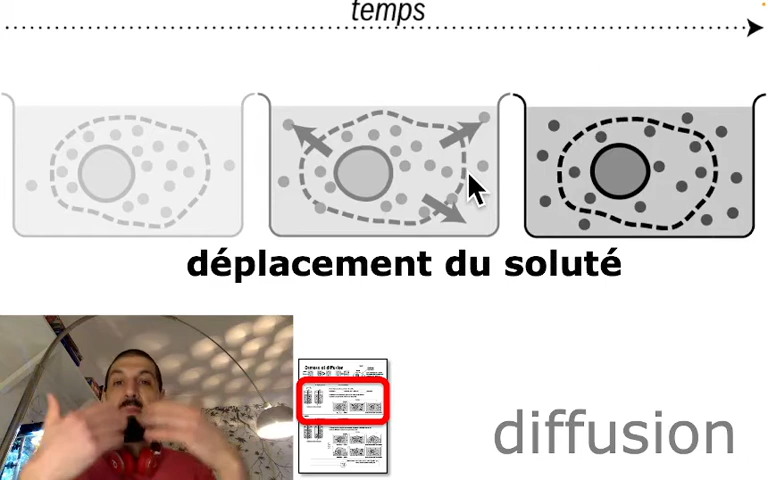 temps
déplacement du soluté
diffusion